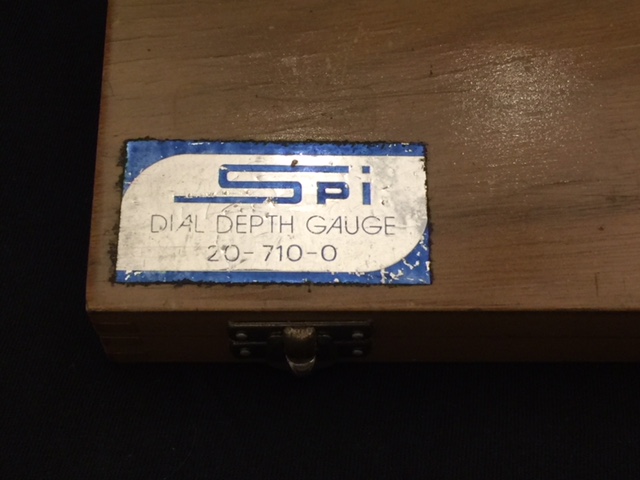 Spi
DIAL DEPTH GAUGE
20-710-0